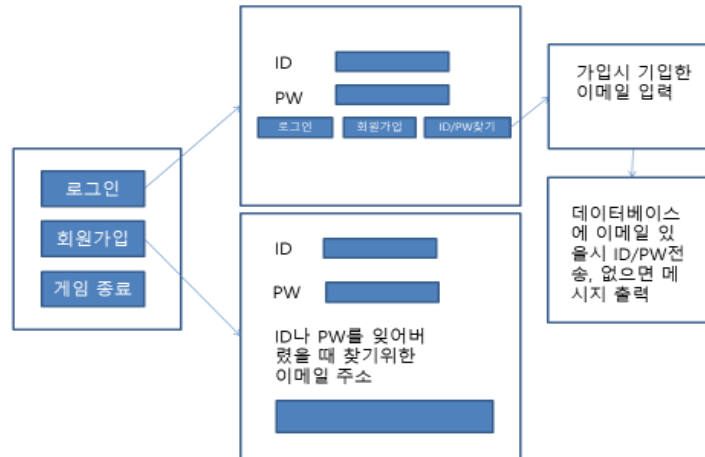 로그인
회원가입
게임 종료
ID
PW
로그인
회원가입
ID/PW찾기
ID
PW
ID나 PW를 잊어버
렸을 때 찾기위한
이메일 주소
가입시 기입한
이메일 입력
데이터베이스
에 이메일 있
을시 ID/PW전
송, 없으면 메
시지 출력